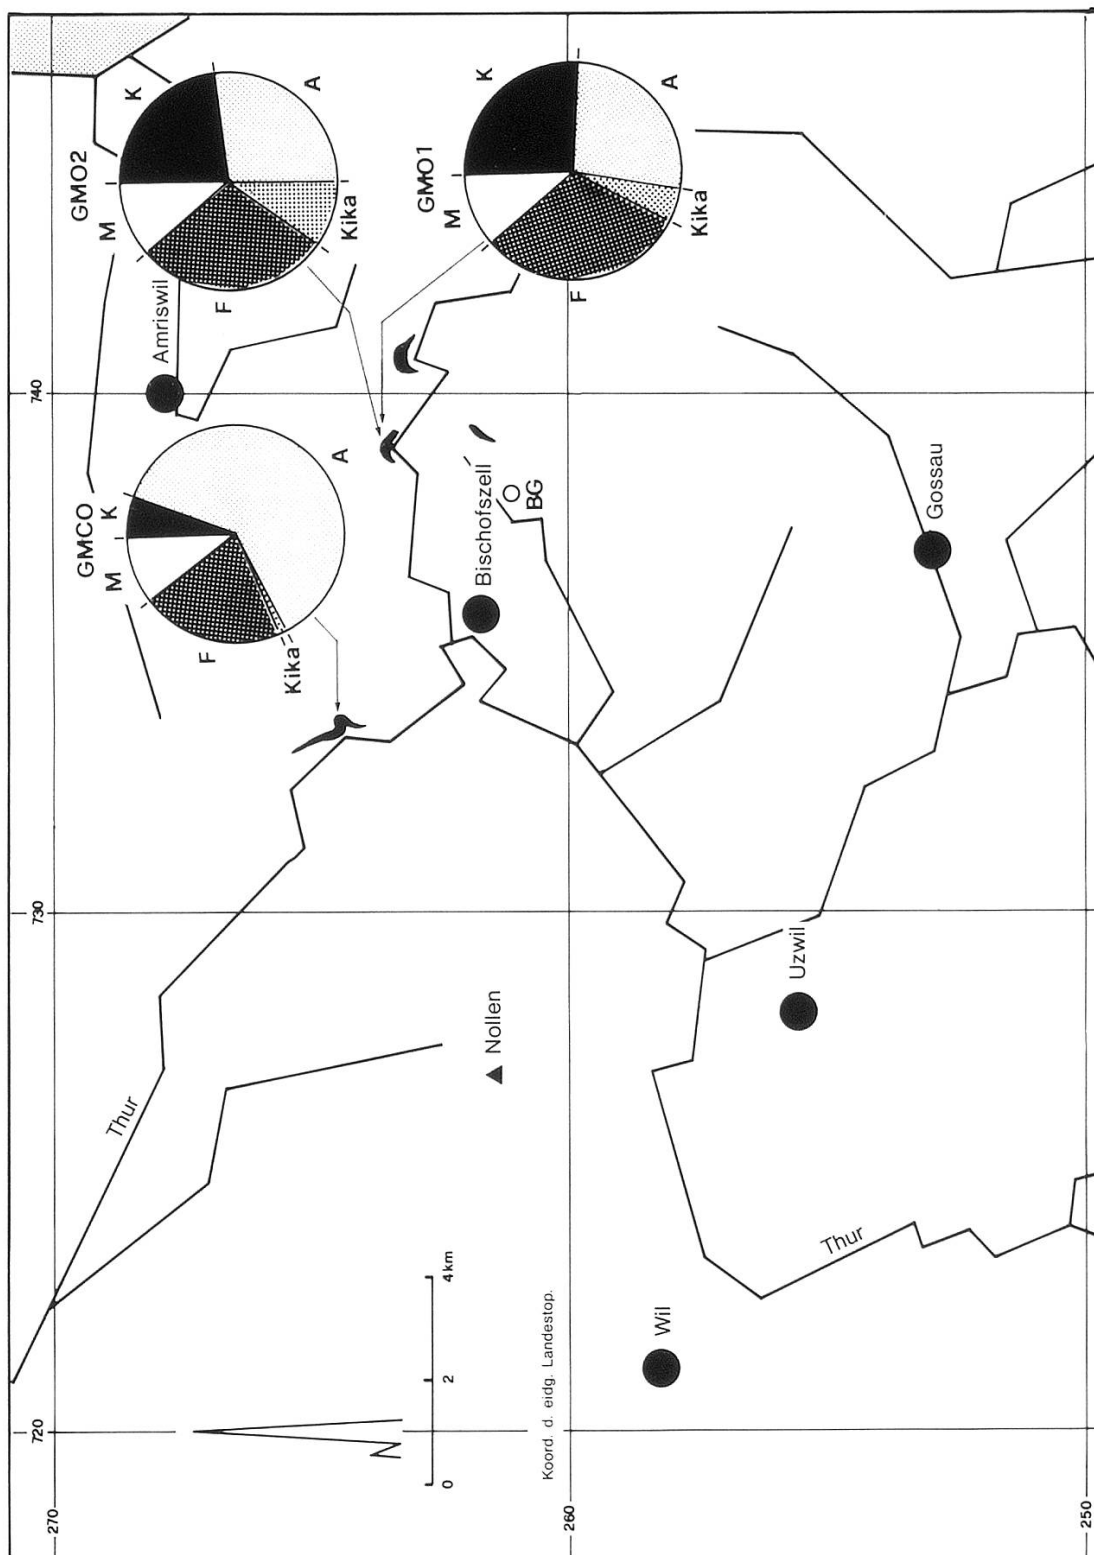 270
260
250
720
730
740
GMO2
K
A
M
F
Kika
GMO1
K
A
M
F
Kika
GMCO
K
A
M
F
Kika
Amriswil
Bischofszell
BG
Gossau
Uzwil
Nollen
Thur
Thur
Wil
N
0 2 4km
Koord. d. eidg. Landestop.